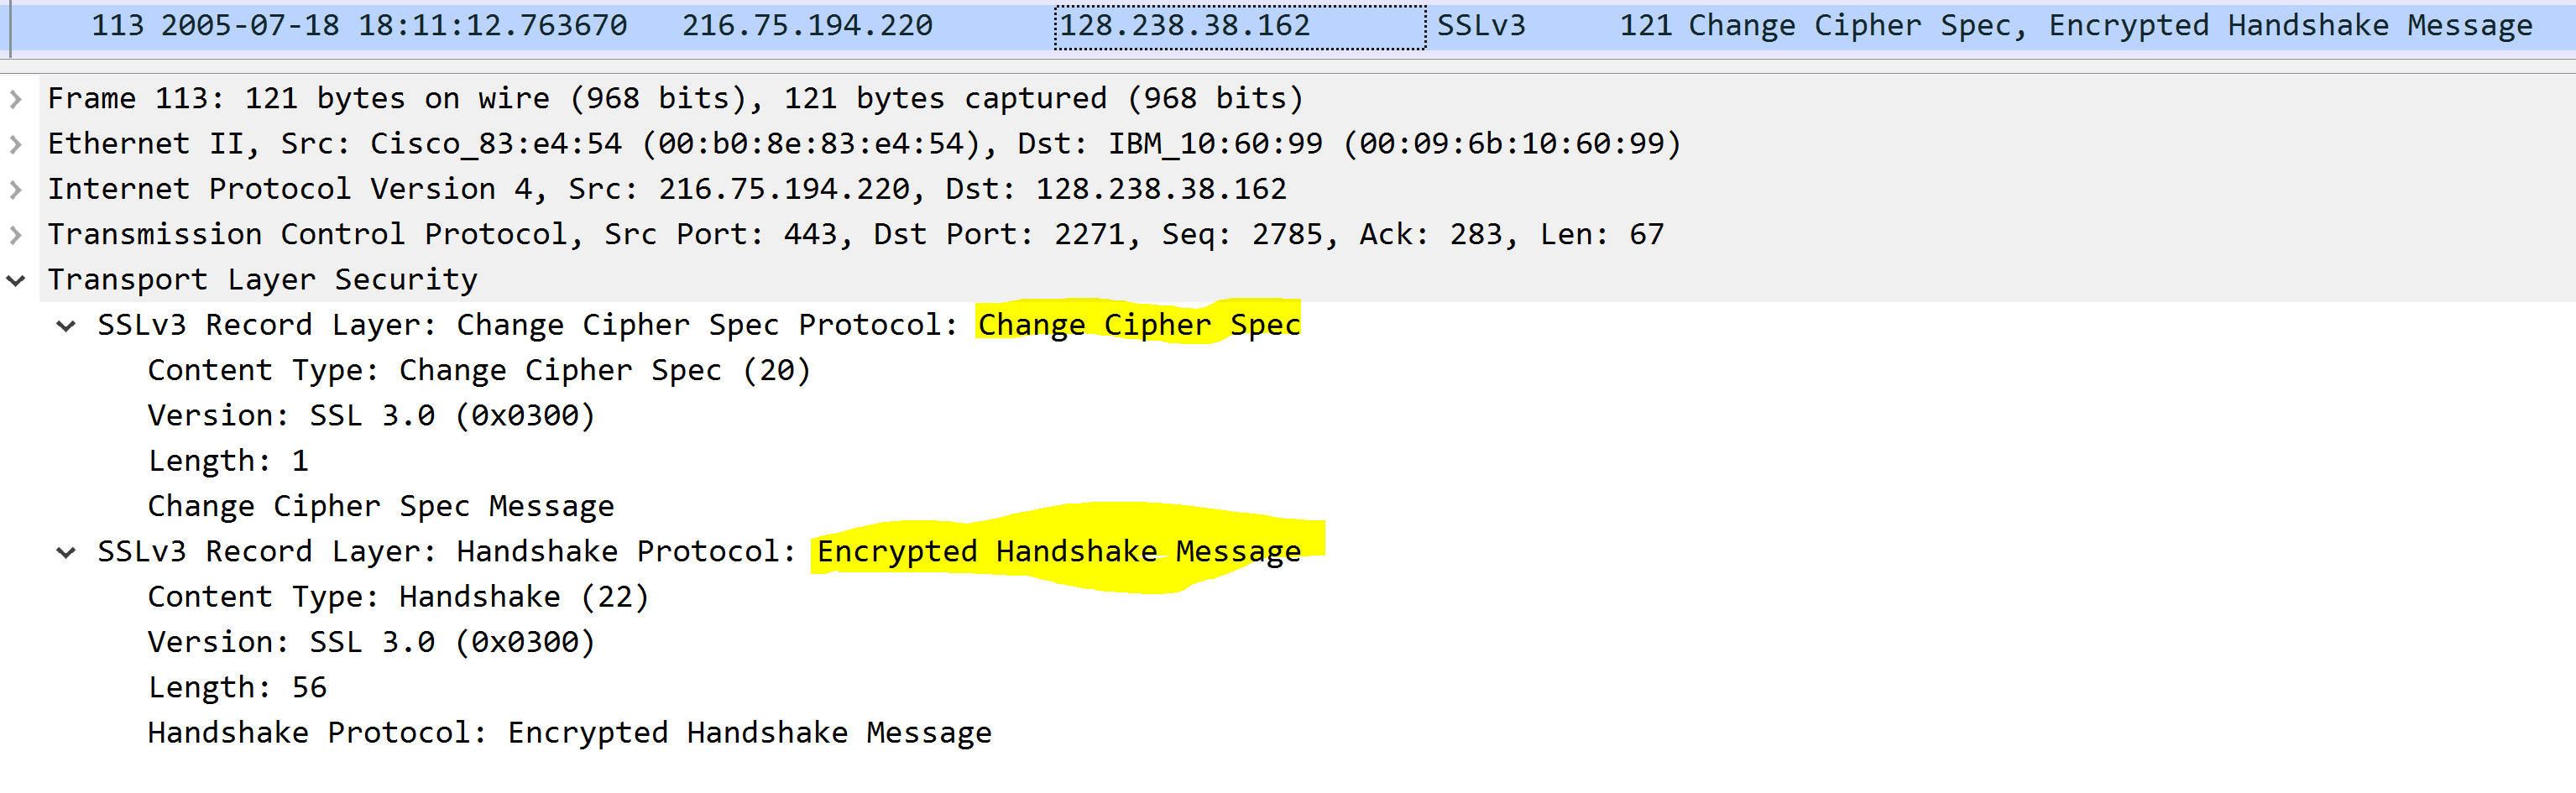 113 2005-07-18 18:11:12.763670 216.75.194.220 128.238.38.162 SSLv3 121 Change Cipher Spec, Encrypted Handshake Message
Frame 113: 121 bytes on wire (968 bits), 121 bytes captured (968 bits)
Ethernet II, Src: Cisco_83:e4:54 (00:b0:8e:83:e4:54), Dst: IBM_10:60:99 (00:09:6b:10:60:99)
Internet Protocol Version 4, Src: 216.75.194.220, Dst: 128.238.38.162
Transmission Control Protocol, Src Port: 443, Dst Port: 2271, Seq: 2785, Ack: 283, Len: 67
Transport Layer Security
SSLv3 Record Layer: Change Cipher Spec Protocol: Change Cipher Spec
Content Type: Change Cipher Spec (20)
Version: SSL 3.0 (0x0300)
Length: 1
Change Cipher Spec Message
SSLv3 Record Layer: Handshake Protocol: Encrypted Handshake Message
Content Type: Handshake (22)
Version: SSL 3.0 (0x0300)
Length: 56
Handshake Protocol: Encrypted Handshake Message